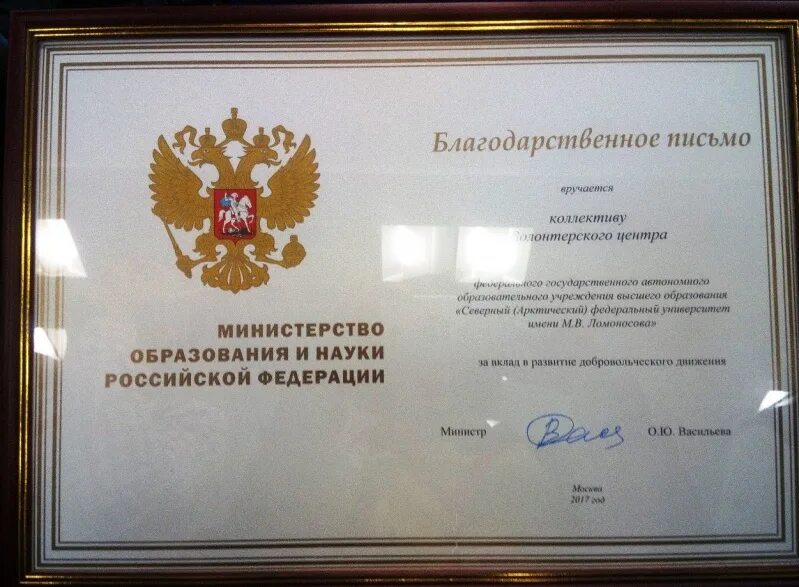 МИНИСТЕРСТВО
ОБРАЗОВАНИЯ И НАУКИ
РОССИЙСКОЙ ФЕДЕРАЦИИ
Благодарственное письмо
вручается
коллективу
Волонтерского центра
федерального государственного автономного
образовательного учреждения высшего образования
«Северный (Арктический) федеральный университет
имени М.В. Ломоносова»
за вклад в развитие добровольческого движения
Министр О.Ю. Васильева
Москва
2017 год